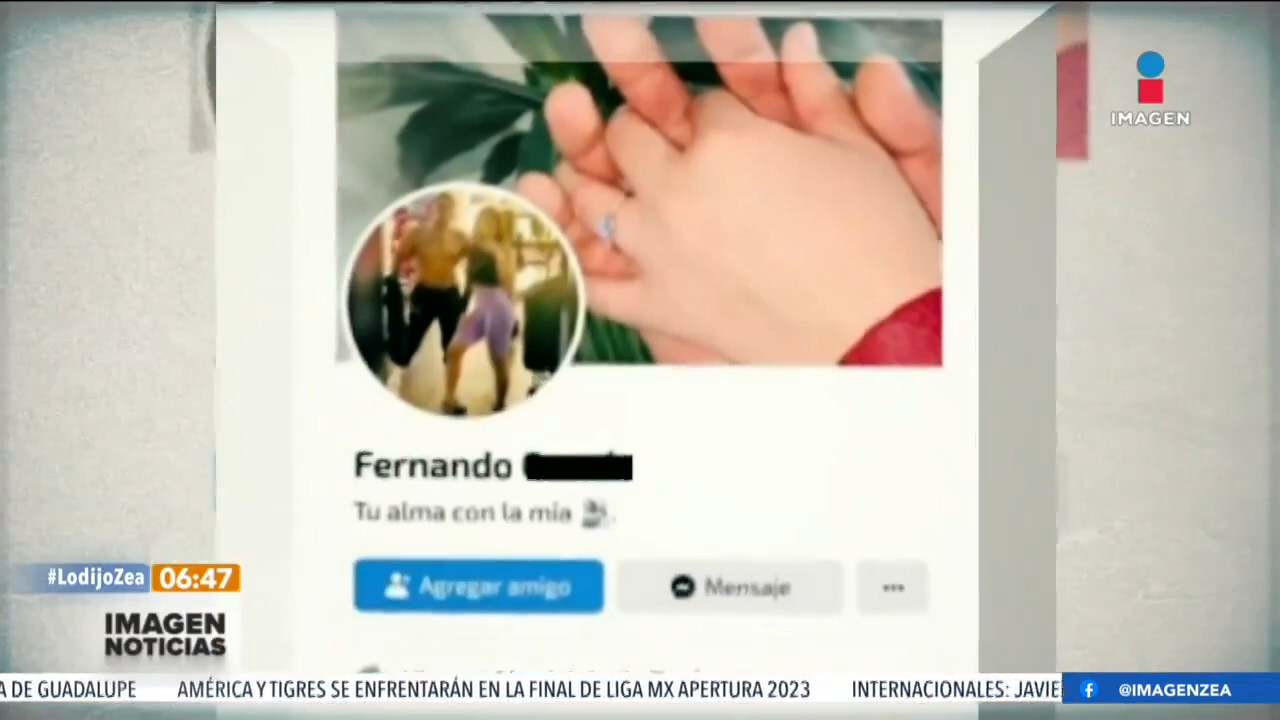 IMAGEN
Fernando
Tu alma con la mía
Agregar amigo
Mensaje
#LodijoZea 06:47
IMAGEN
NOTICIAS
A DE GUADALUPE AMÉRICA Y TIGRES SE ENFRENTARÁN EN LA FINAL DE LIGA MX APERTURA 2023 INTERNACIONALES: JAVIE
@IMAGENZEA